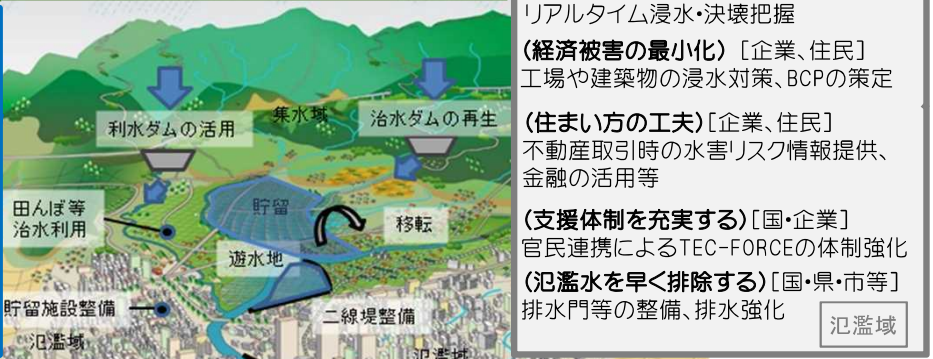 利水ダムの活用
集水域
治水ダムの再生
貯留
田んぼ等
治水利用
移転
遊水地
貯留施設整備
二線堤整備
氾濫域
氾濫域
リアルタイム浸水・決壊把握
(経済被害の最小化) [企業、住民]
工場や建築物の浸水対策、BCPの策定
(住まい方の工夫)[企業、住民]
不動産取引時の水害リスク情報提供、
金融の活用等
(支援体制を充実する)[国・企業]
官民連携によるTEC-FORCEの体制強化
(氾濫水を早く排除する)[国・県・市等]
排水門等の整備、排水強化
氾濫域